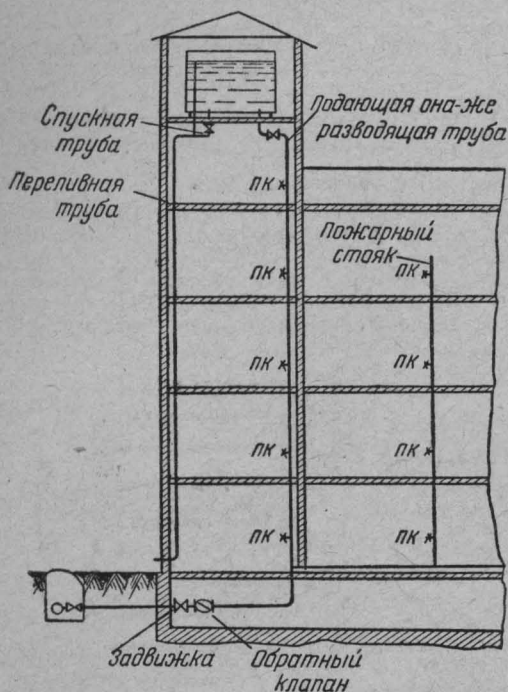 Спускная
труба
Подающая она-же
разводящая труба
Переливная
труба
ПК
Пожарный
стояк
ПК
ПК
ПК
ПК
ПК
ПК
ПК
ПК
Задвижка
Обратный
клапан